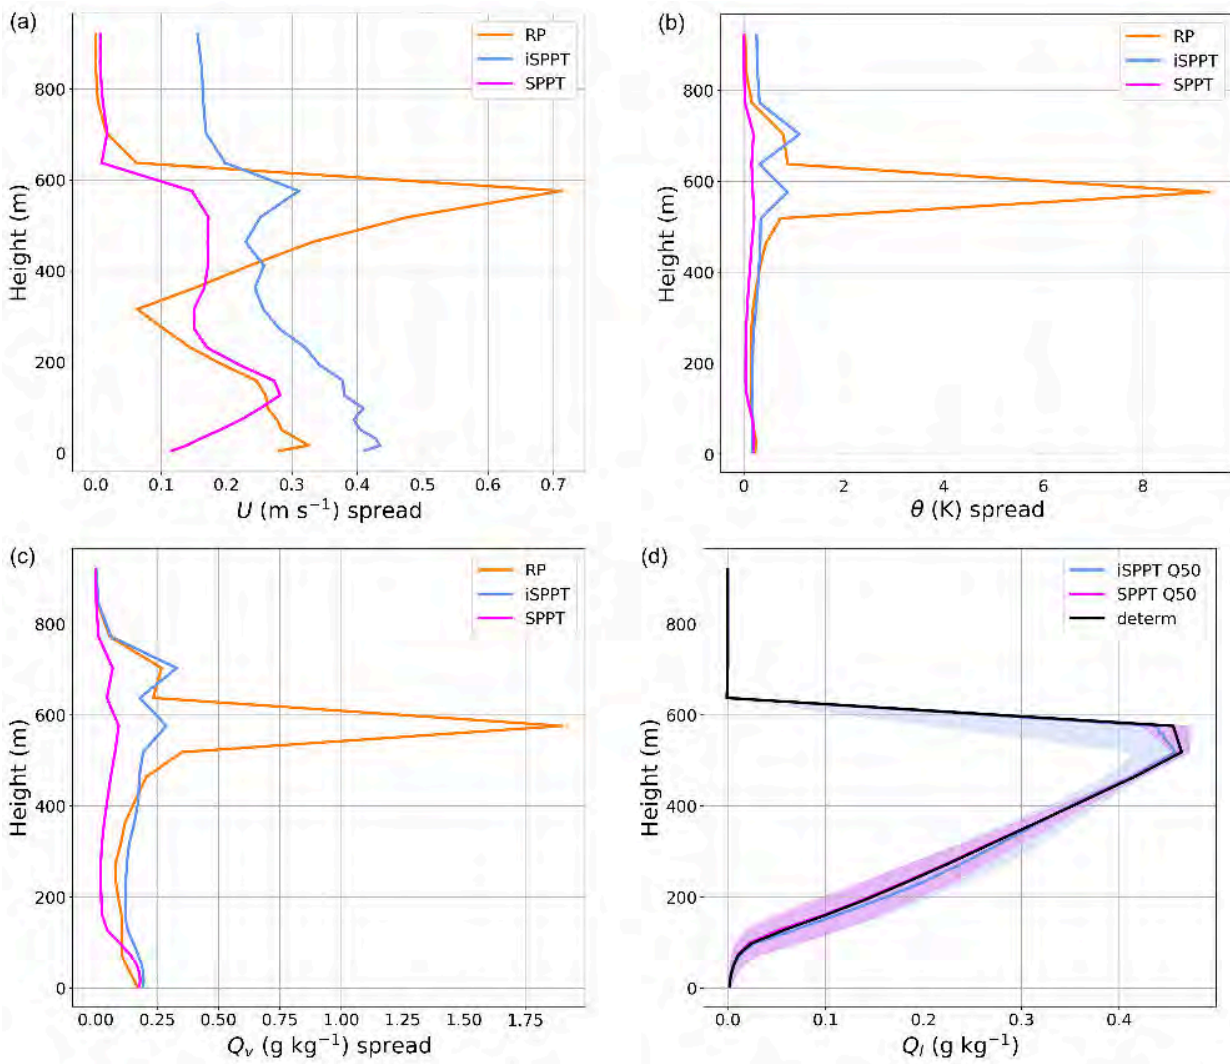 (a)
RP
iSPPT
SPPT
800
600
400
200
0
Height (m)
0.0 0.1 0.2 0.3 0.4 0.5 0.6 0.7
U (m s⁻¹) spread
(b)
RP
iSPPT
SPPT
800
600
400
200
0
Height (m)
0 2 4 6 8
θ (K) spread
(c)
RP
iSPPT
SPPT
800
600
400
200
0
Height (m)
0.00 0.25 0.50 0.75 1.00 1.25 1.50 1.75
Qᵥ (g kg⁻¹) spread
(d)
iSPPT Q50
SPPT Q50
determ
800
600
400
200
0
Height (m)
0.0 0.1 0.2 0.3 0.4
Qₗ (g kg⁻¹)